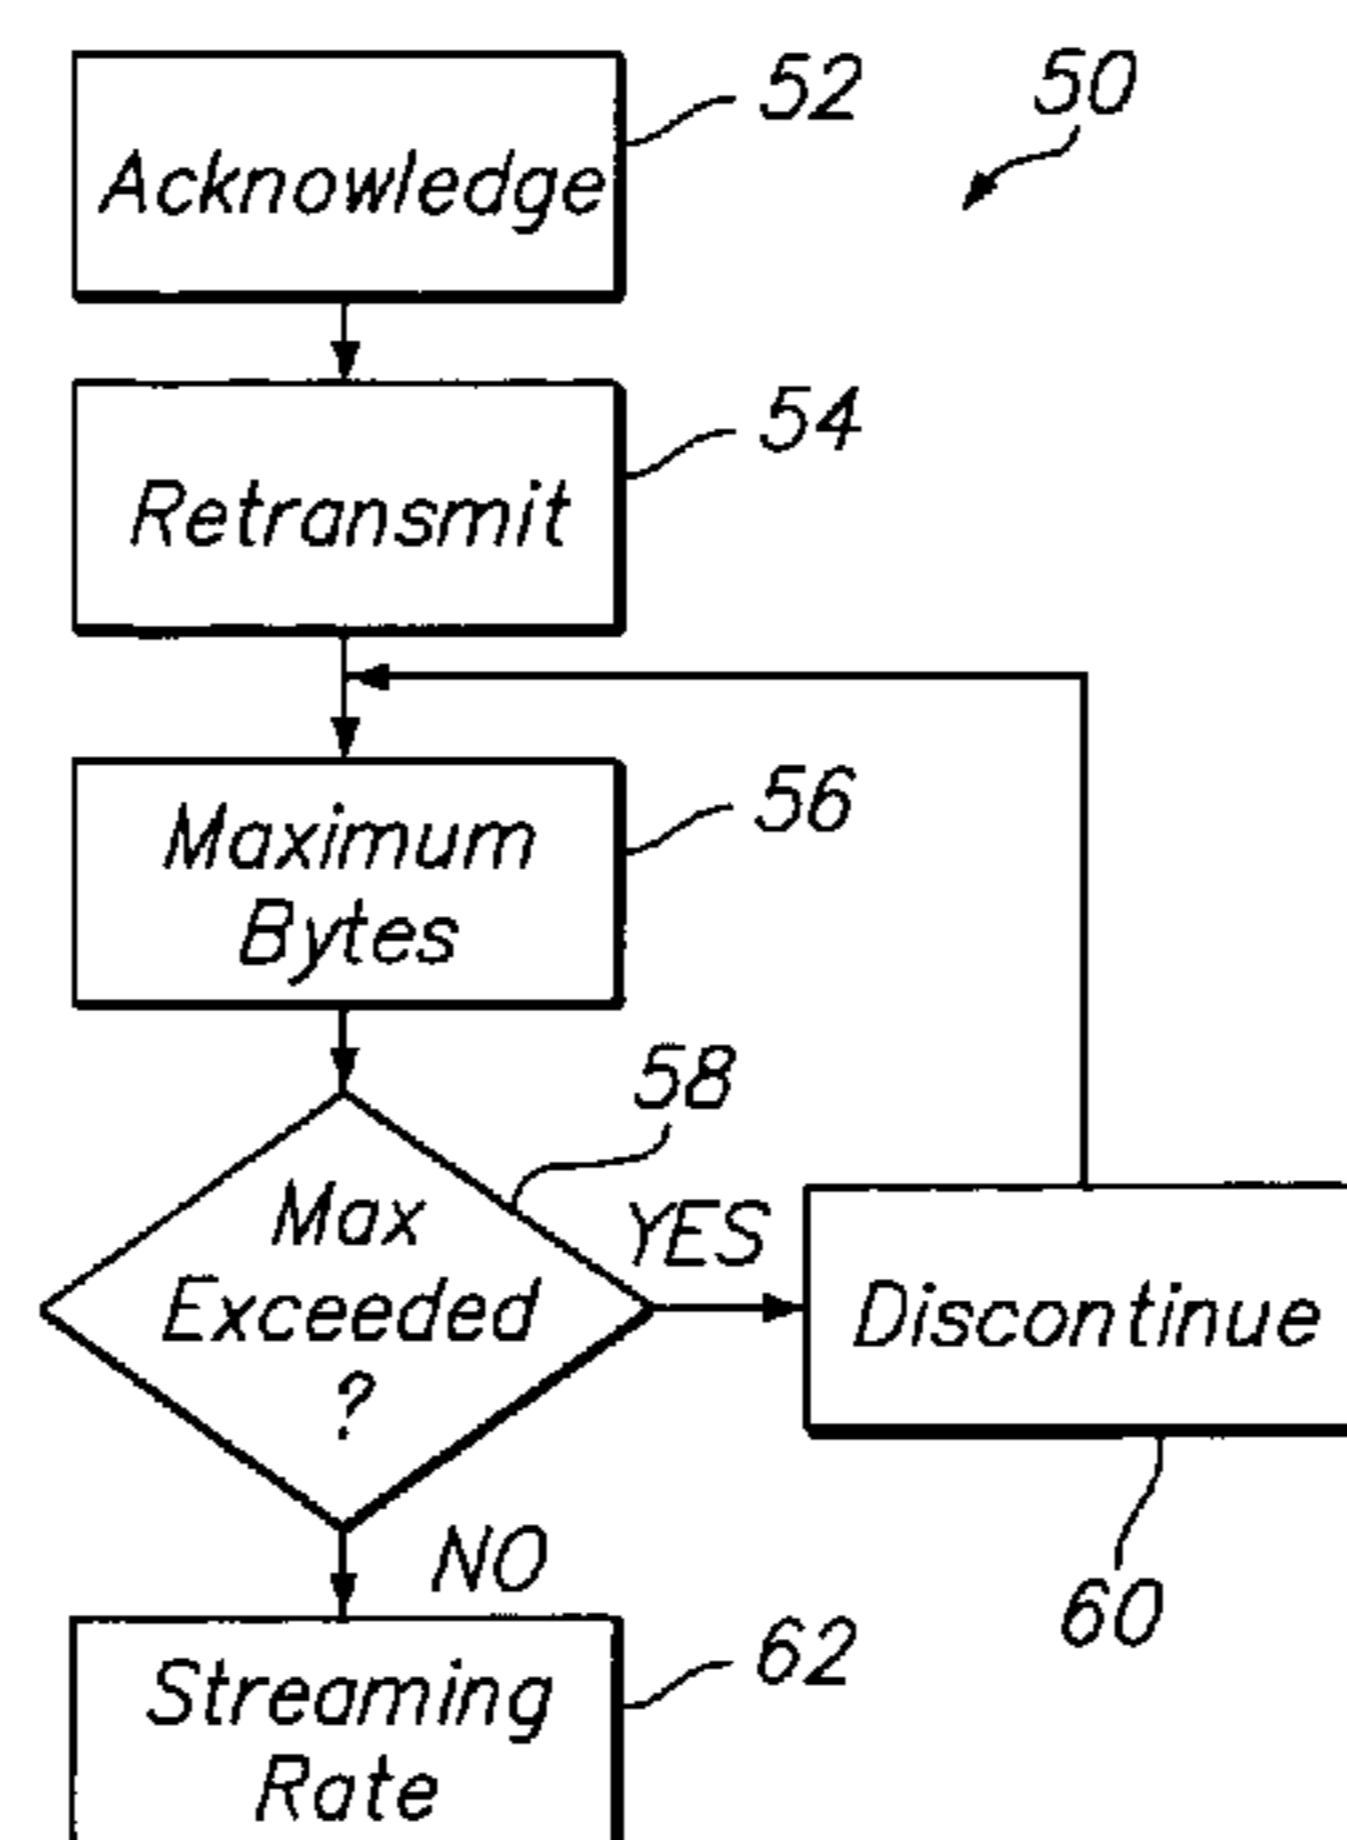 52
50
Acknowledge
54
Retransmit
56
Maximum
Bytes
58
Max
Exceeded
?
YES
Discontinue
NO
60
62
Streaming
Rate